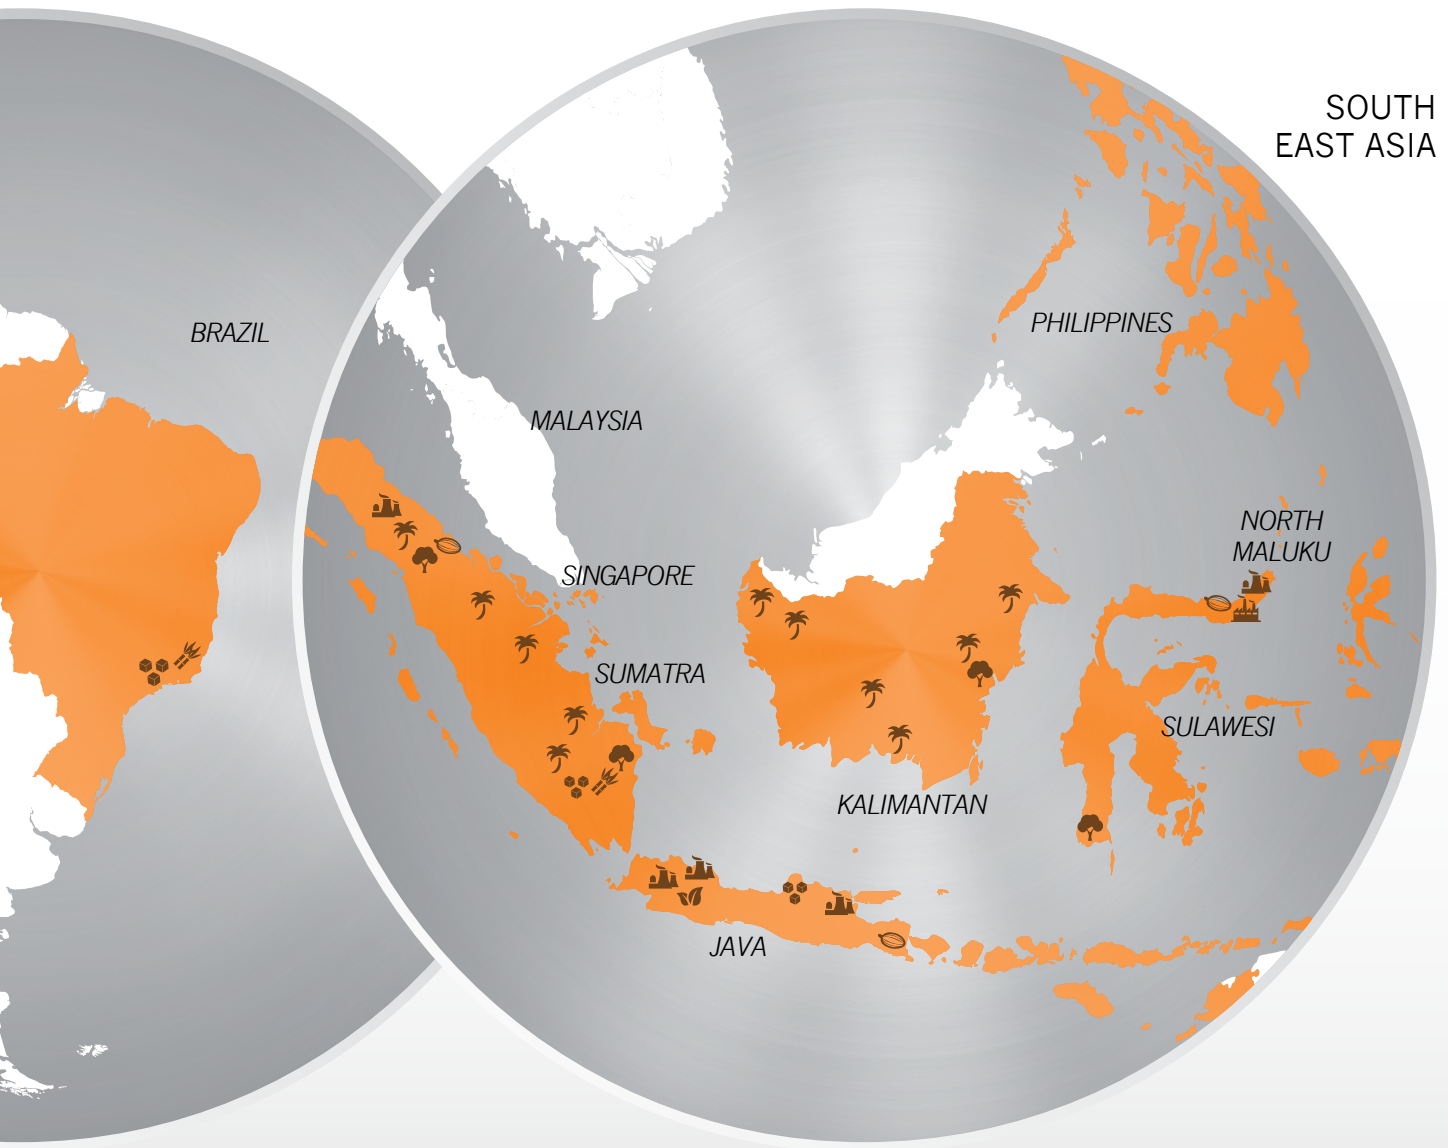 SOUTH
EAST ASIA
BRAZIL
PHILIPPINES
MALAYSIA
NORTH
MALUKU
SINGAPORE
SUMATRA
SULAWESI
KALIMANTAN
JAVA